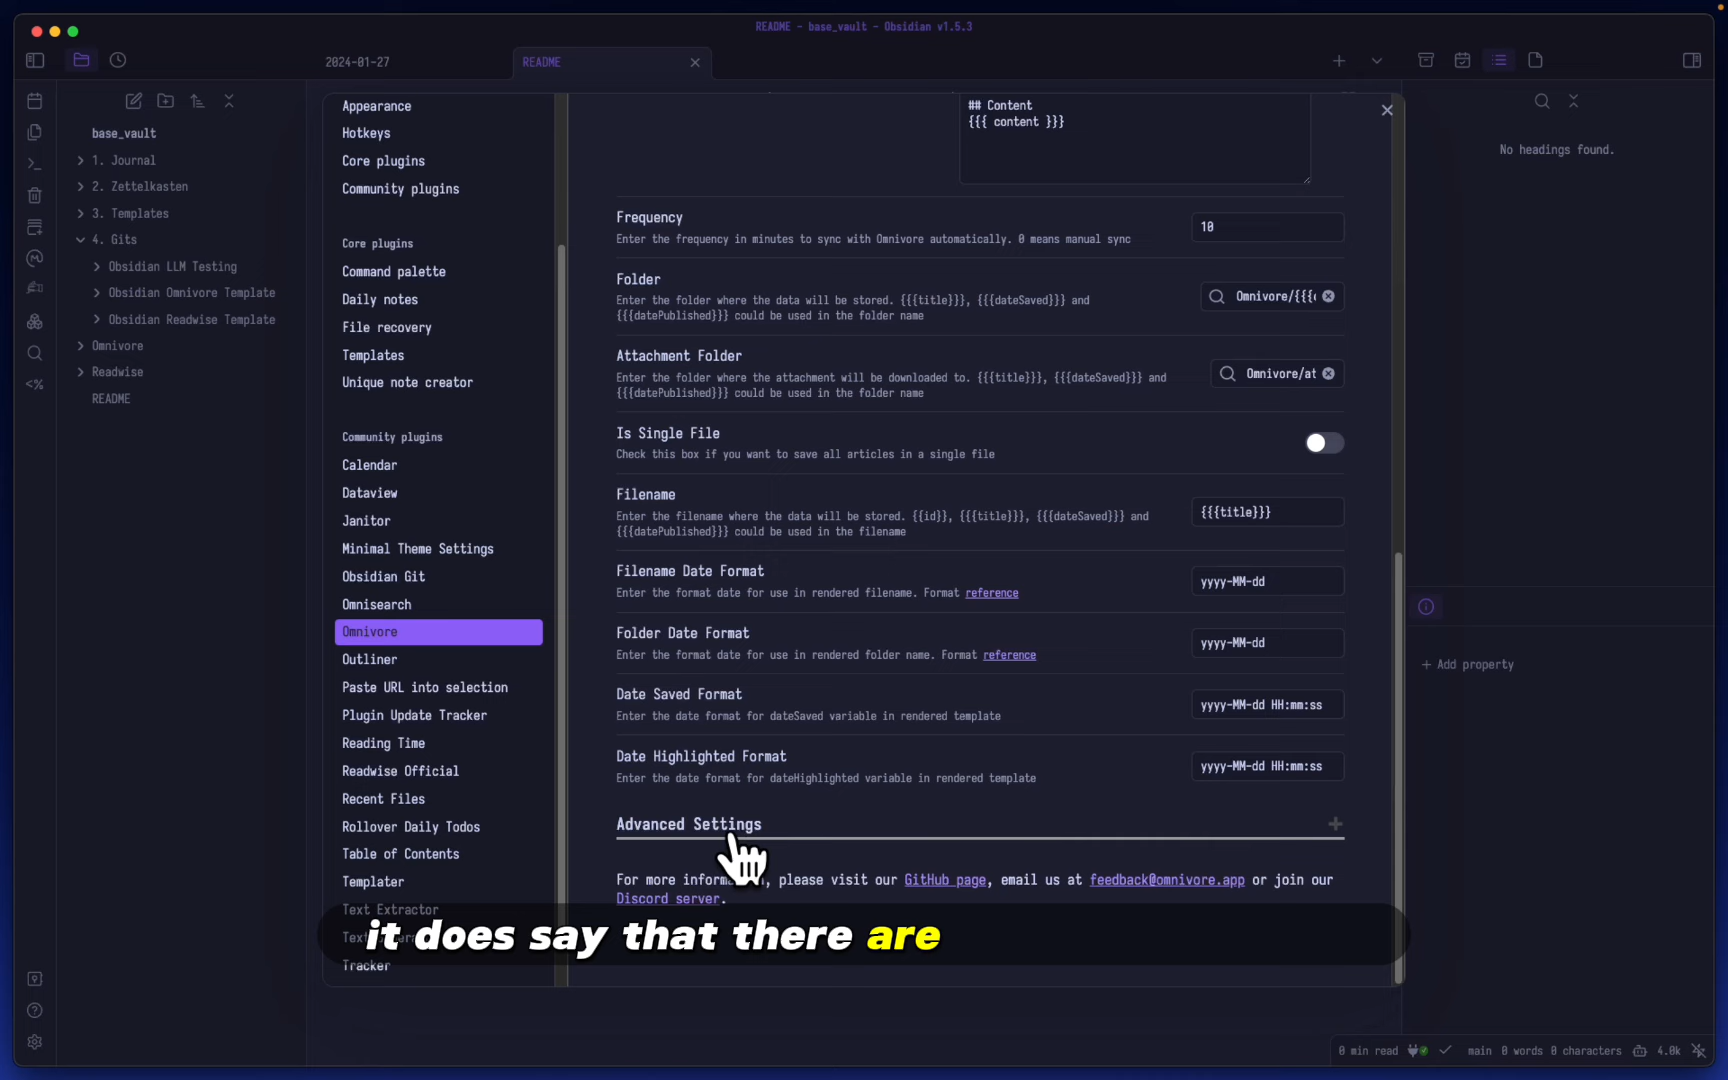 README - base_vault - Obsidian v1.5.3
2024-01-27
README
base_vault
1. Journal
2. Zettelkasten
3. Templates
4. Gits
Obsidian LLM Testing
Obsidian Omnivore Template
Obsidian Readwise Template
Omnivore
Readwise
README
Appearance
Hotkeys
Core plugins
Community plugins
Core plugins
Command palette
Daily notes
File recovery
Templates
Unique note creator
Community plugins
Calendar
Dataview
Janitor
Minimal Theme Settings
Obsidian Git
Omnisearch
Omnivore
Outliner
Paste URL into selection
Plugin Update Tracker
Reading Time
Readwise Official
Recent Files
Rollover Daily Todos
Table of Contents
Templater
Text Extractor
Tracker
## Content
{{{ content }}}
Frequency
Enter the frequency in minutes to sync with Omnivore automatically. 0 means manual sync
10
Folder
Enter the folder where the data will be stored. {{{title}}}, {{{dateSaved}}} and
{{{datePublished}}} could be used in the folder name
Omnivore/{{{
Attachment Folder
Enter the folder where the attachment will be downloaded to. {{{title}}}, {{{dateSaved}}} and
{{{datePublished}}} could be used in the folder name
Omnivore/at
Is Single File
Check this box if you want to save all articles in a single file
Filename
Enter the filename where the data will be stored. {{id}}, {{{title}}}, {{{dateSaved}}} and
{{{datePublished}}} could be used in the filename
{{{title}}}
Filename Date Format
Enter the format date for use in rendered filename. Format reference
yyyy-MM-dd
Folder Date Format
Enter the format date for use in rendered folder name. Format reference
yyyy-MM-dd
Date Saved Format
Enter the date format for dateSaved variable in rendered template
yyyy-MM-dd HH:mm:ss
Date Highlighted Format
Enter the date format for dateHighlighted variable in rendered template
yyyy-MM-dd HH:mm:ss
Advanced Settings
For more information, please visit our GitHub page, email us at feedback@omnivore.app or join our
Discord server.
it does say that there are
No headings found.
+ Add property
0 min read
main 0 words 0 characters 4.0k